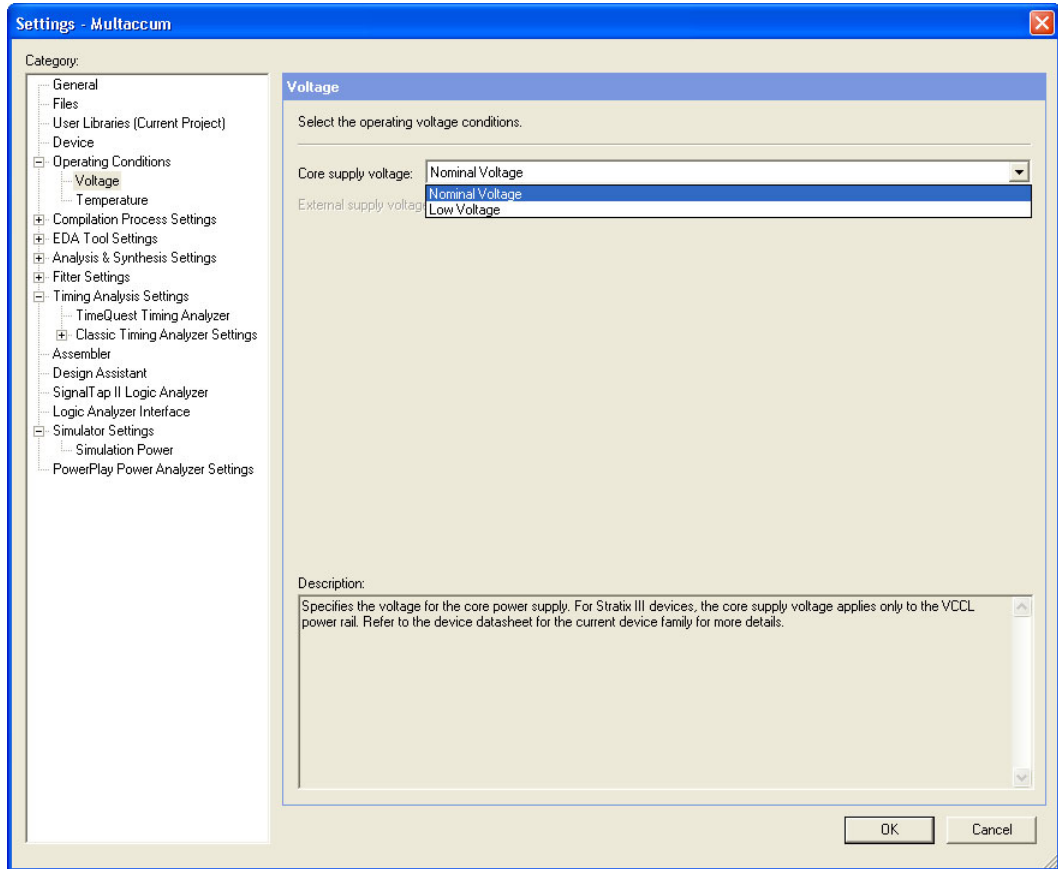 Settings - Multaccum
Category:
General
Files
User Libraries (Current Project)
Device
Operating Conditions
Voltage
Temperature
Compilation Process Settings
EDA Tool Settings
Analysis & Synthesis Settings
Fitter Settings
Timing Analysis Settings
TimeQuest Timing Analyzer
Classic Timing Analyzer Settings
Assembler
Design Assistant
SignalTap II Logic Analyzer
Logic Analyzer Interface
Simulator Settings
Simulation Power
PowerPlay Power Analyzer Settings
Voltage
Select the operating voltage conditions.
Core supply voltage: Nominal Voltage
Nominal Voltage
External supply voltage
Low Voltage
Description:
Specifies the voltage for the core power supply. For Stratix III devices, the core supply voltage applies only to the VCCL
power rail. Refer to the device datasheet for the current device family for more details.
OK Cancel